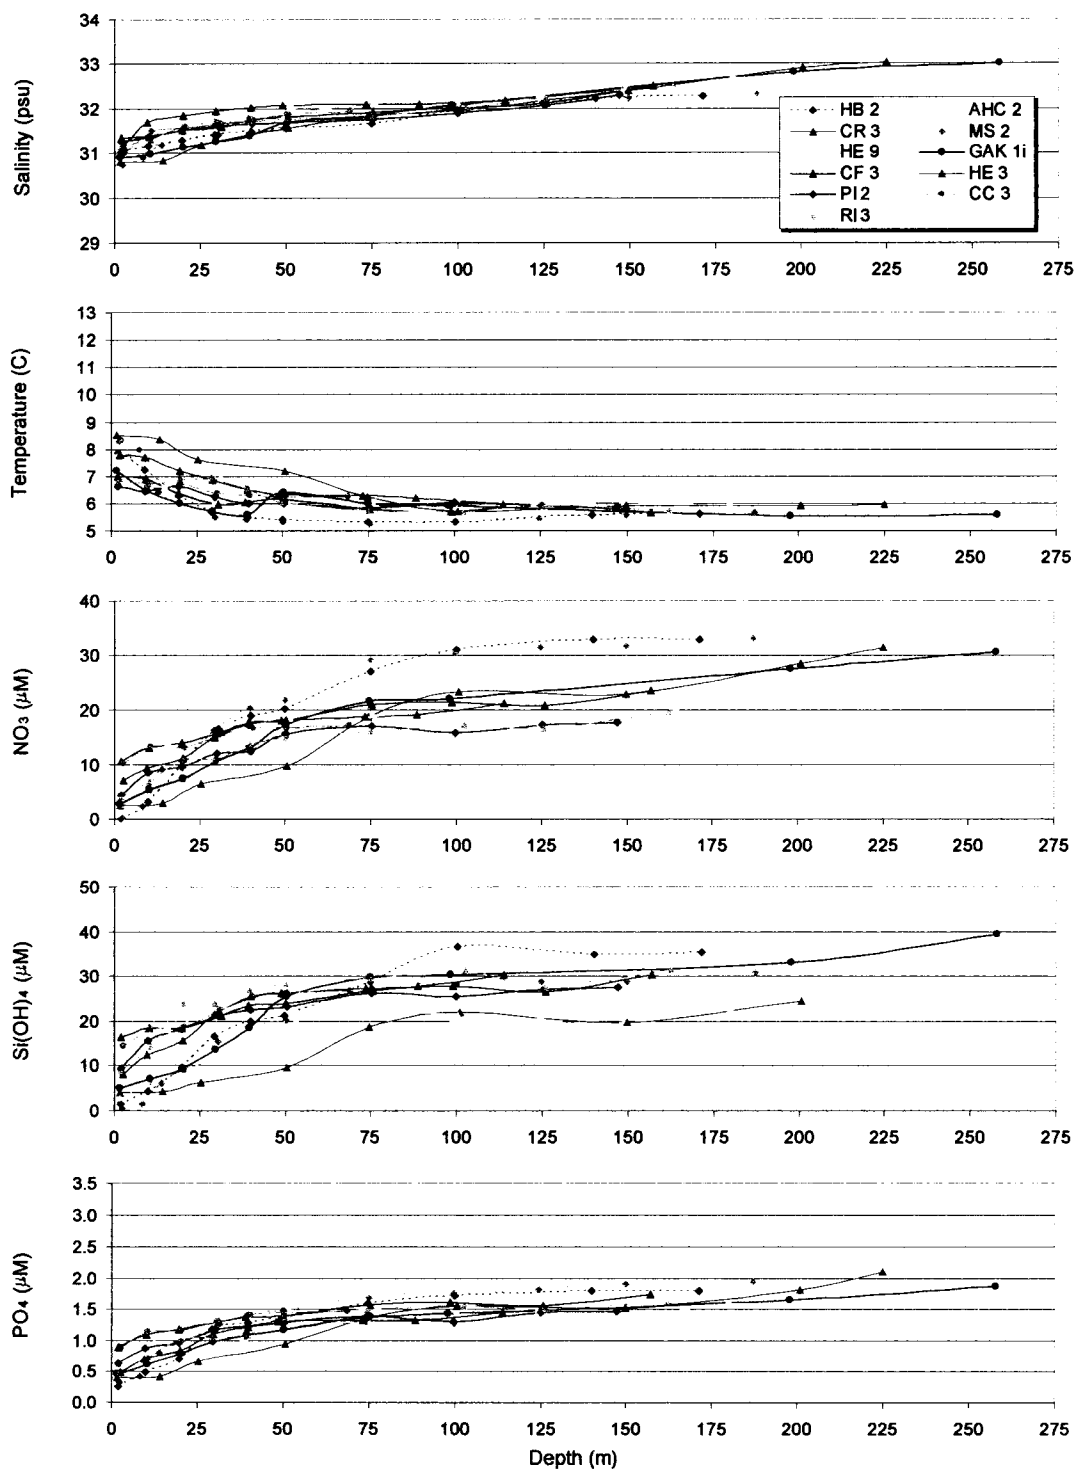 34
33
32
31
30
29
Salinity (psu)
HB 2 AHC 2
CR 3 MS 2
HE 9 GAK 1i
CF 3 HE 3
PI 2 CC 3
RI 3
0 25 50 75 100 125 150 175 200 225 250 275
13
12
11
10
9
8
7
6
5
Temperature (C)
0 25 50 75 100 125 150 175 200 225 250 275
40
30
20
10
0
NO₃ (μM)
0 25 50 75 100 125 150 175 200 225 250 275
50
40
30
20
10
0
Si(OH)₄ (μM)
0 25 50 75 100 125 150 175 200 225 250 275
3.5
3.0
2.5
2.0
1.5
1.0
0.5
0.0
PO₄ (μM)
0 25 50 75 100 125 150 175 200 225 250 275
Depth (m)